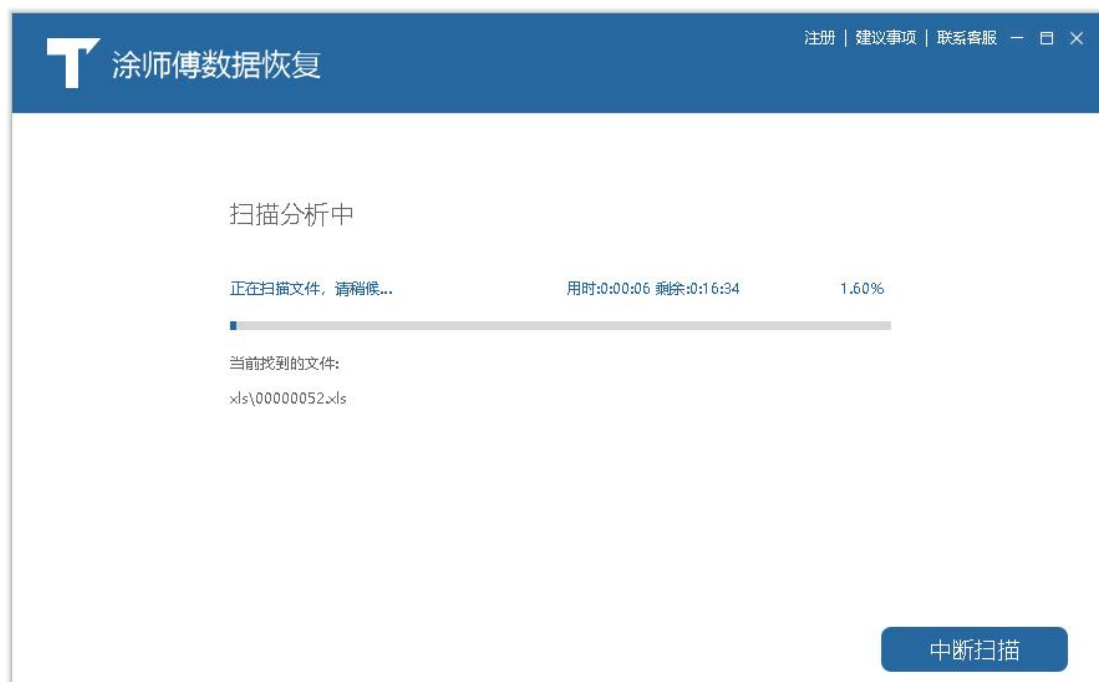 涂师傅数据恢复
注册 | 建议事项 | 联系客服
扫描分析中
正在扫描文件, 请稍候... 用时:0:00:06 剩余:0:16:34 1.60%
当前找到的文件:
xls\00000052.xls
中断扫描